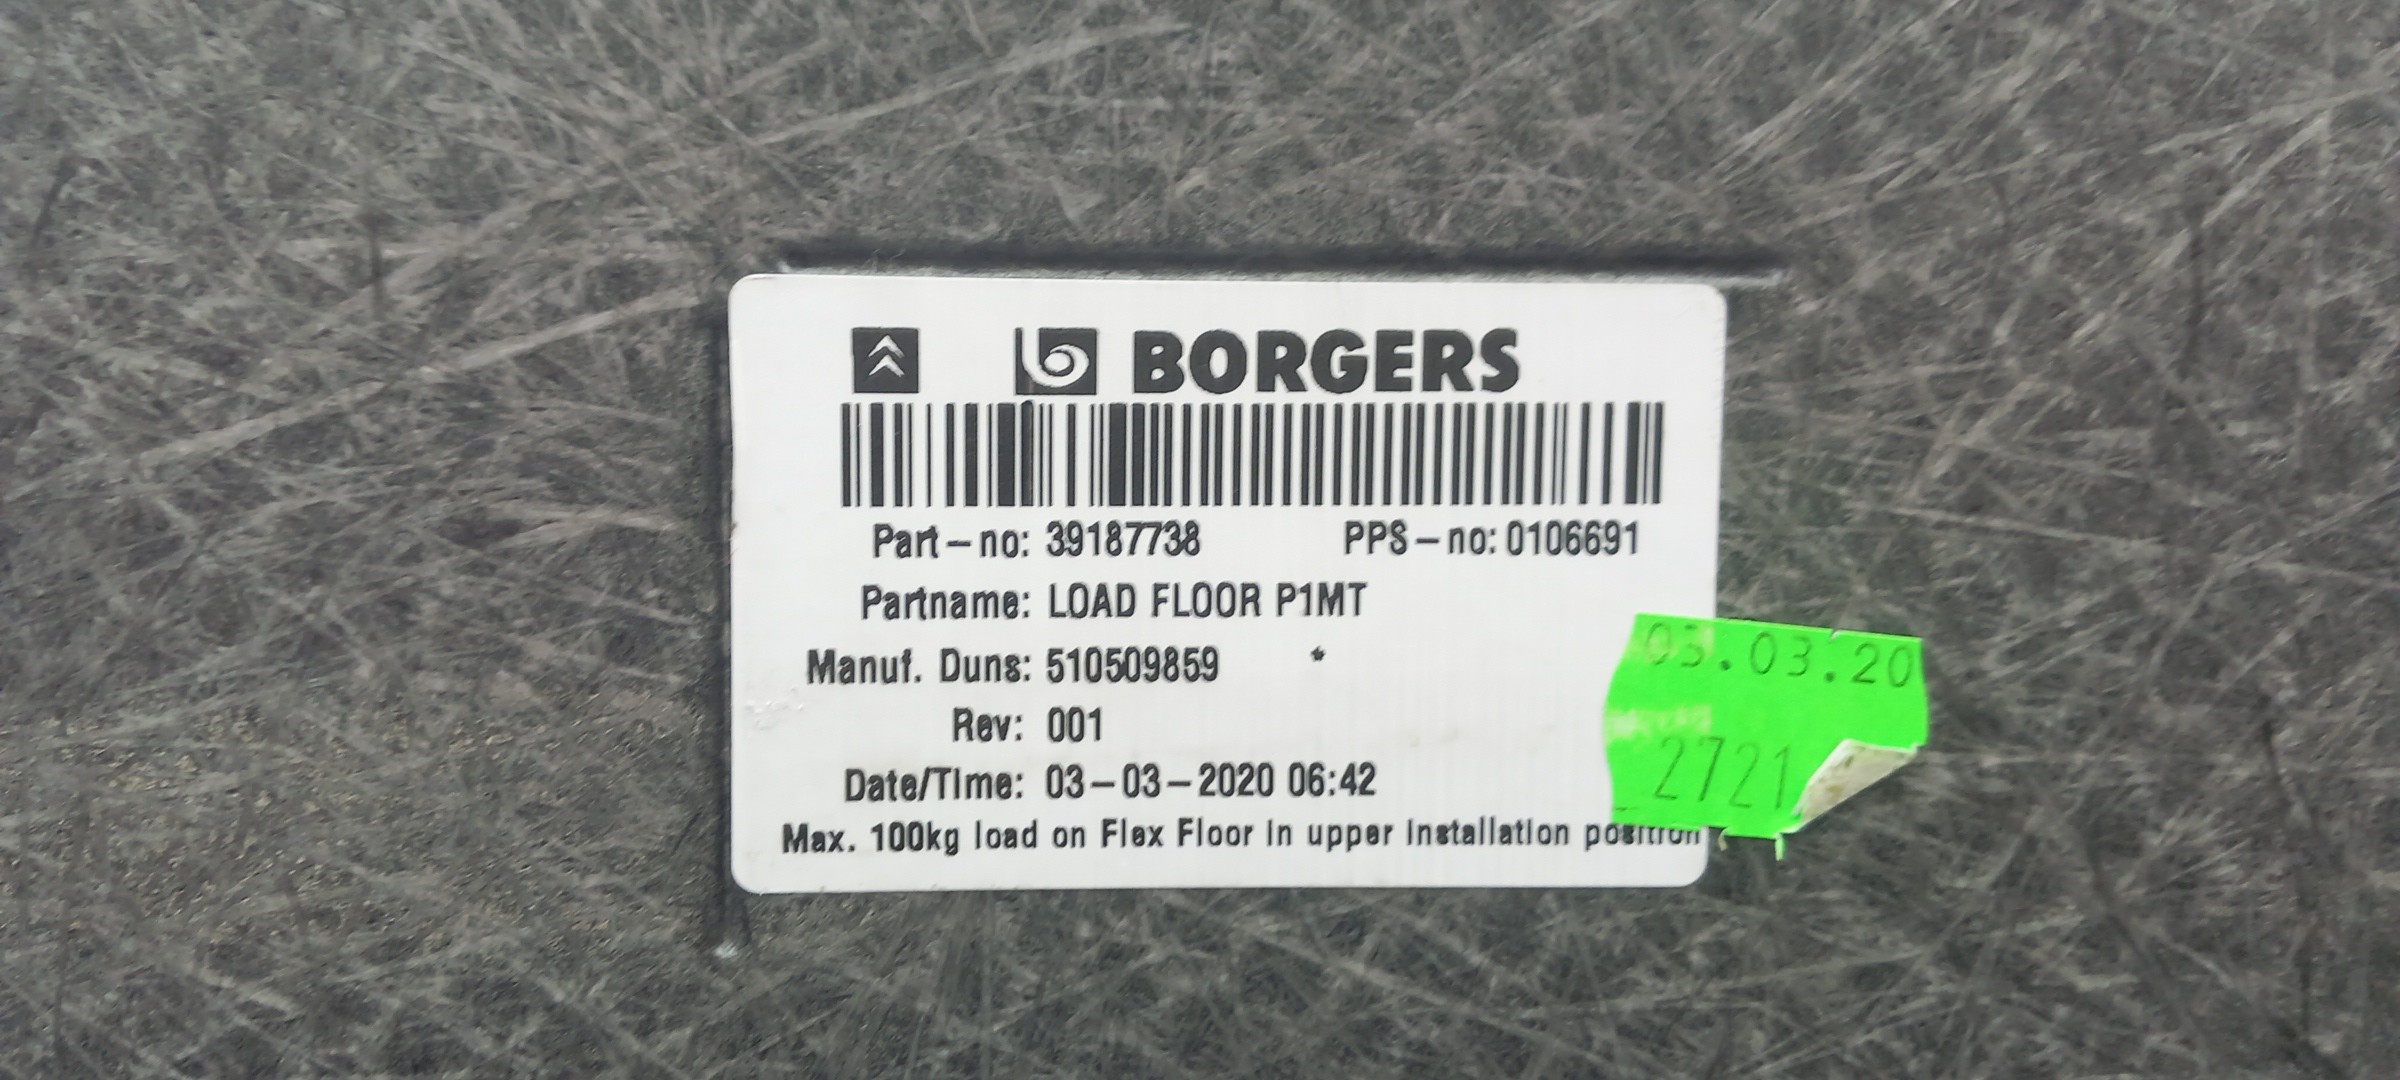 BORGERS
Part-no: 39187738 PPS-no: 0106691
Partname: LOAD FLOOR P1MT
Manuf. Duns: 510509859 *
Rev: 001
Date/Time: 03-03-2020 06:42
Max. 100kg load on Flex Floor in upper installation position
03.03.20
2721